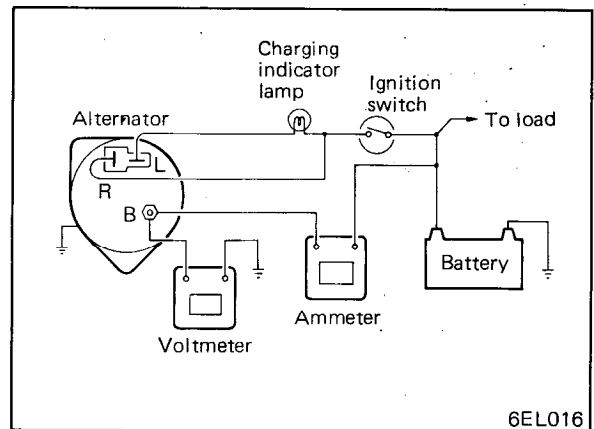 Charging
indicator
lamp
Ignition
switch
Alternator
To load
L
R
B
Battery
Ammeter
Voltmeter
6EL016